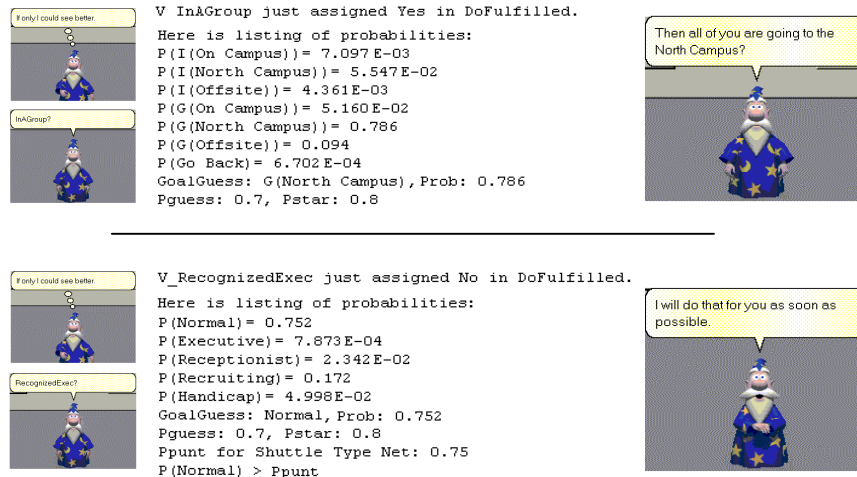 If only I could see better.
InAGroup?
V InAGroup just assigned Yes in DoFulfilled.
Here is listing of probabilities:
P(I(On Campus))= 7.097E-03
P(I(North Campus))= 5.547E-02
P(I(Offsite))= 4.361E-03
P(G(On Campus))= 5.160E-02
P(G(North Campus))= 0.786
P(G(Offsite))= 0.094
P(Go Back)= 6.702E-04
GoalGuess: G(North Campus), Prob: 0.786
Pguess: 0.7, Pstar: 0.8
Then all of you are going to the
North Campus?
If only I could see better.
RecognizedExec?
V_RecognizedExec just assigned No in DoFulfilled.
Here is listing of probabilities:
P(Normal)= 0.752
P(Executive)= 7.873E-04
P(Receptionist)= 2.342E-02
P(Recruiting)= 0.172
P(Handicap)= 4.998E-02
GoalGuess: Normal, Prob: 0.752
Pguess: 0.7, Pstar: 0.8
Ppunt for Shuttle Type Net: 0.75
P(Normal) > Ppunt
I will do that for you as soon as
possible.